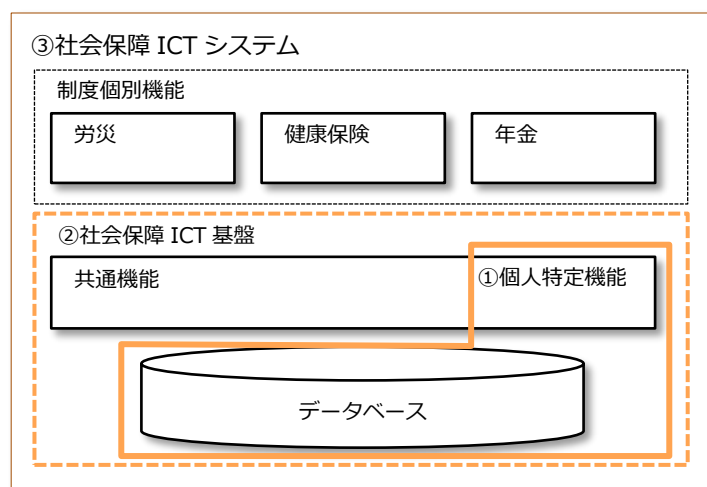 ③社会保障 ICT システム
制度個別機能
労災
健康保険
年金
②社会保障 ICT 基盤
共通機能
①個人特定機能
データベース